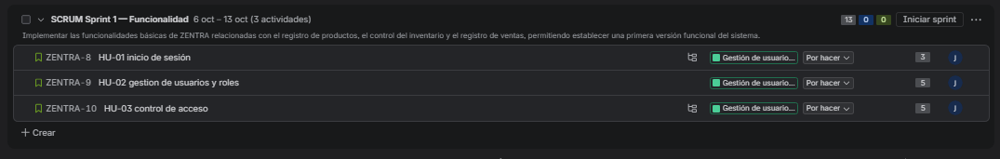 SCRUM Sprint 1 — Funcionalidad 6 oct – 13 oct (3 actividades) 13 0 0 Iniciar sprint ...
Implementar las funcionalidades básicas de ZENTRA relacionadas con el registro de productos, el control del inventario y el registro de ventas, permitiendo establecer una primera versión funcional del sistema.
ZENTRA-8 HU-01 inicio de sesión Gestión de usuario... Por hacer 3 J
ZENTRA-9 HU-02 gestion de usuarios y roles Gestión de usuario... Por hacer 5 J
ZENTRA-10 HU-03 control de acceso Gestión de usuario... Por hacer 5 J
+ Crear